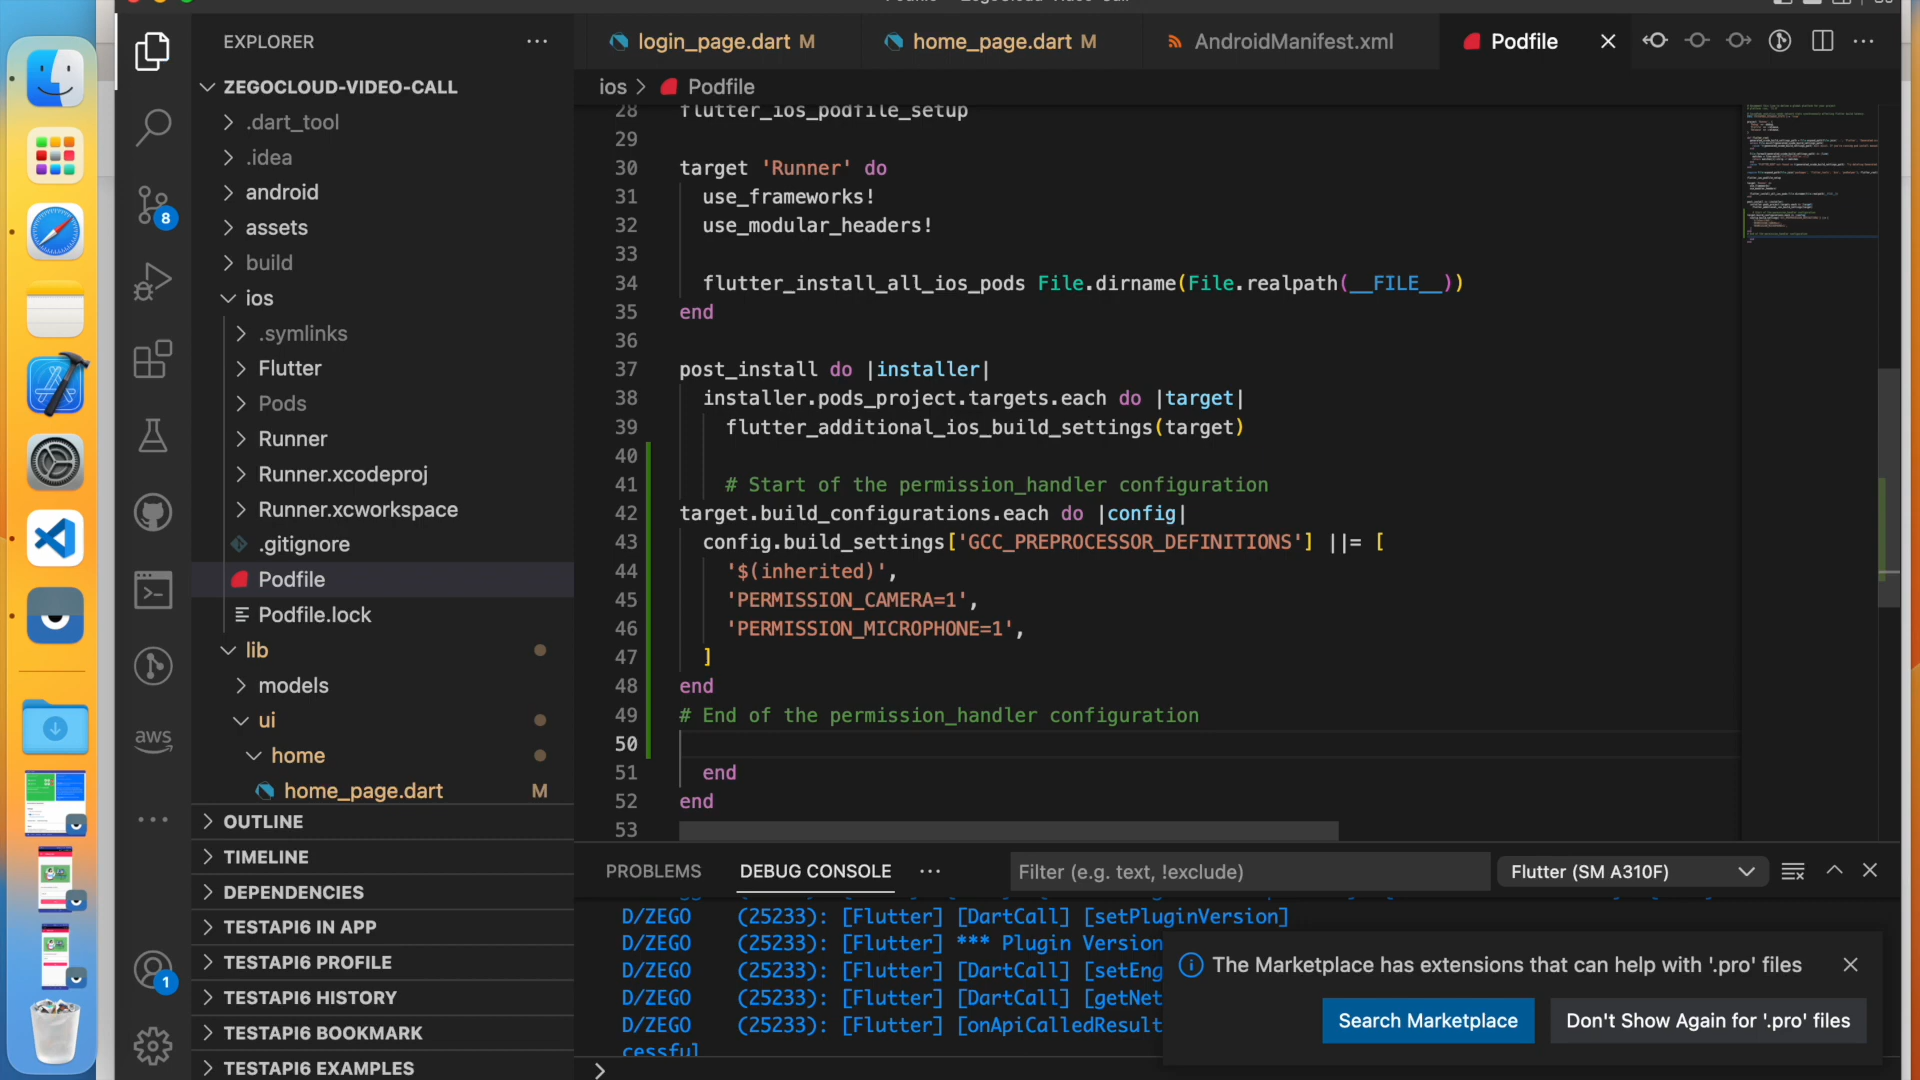 EXPLORER
ZEGOCLOUD-VIDEO-CALL
.dart_tool
.idea
android
assets
build
ios
.symlinks
Flutter
Pods
Runner
Runner.xcodeproj
Runner.xcworkspace
.gitignore
Podfile
Podfile.lock
lib
models
ui
home
home_page.dart M
OUTLINE
TIMELINE
DEPENDENCIES
TESTAPI6 IN APP
TESTAPI6 PROFILE
TESTAPI6 HISTORY
TESTAPI6 BOOKMARK
TESTAPI6 EXAMPLES
8
aws
1
login_page.dart M
home_page.dart M
AndroidManifest.xml
Podfile
ios > Podfile
28 flutter_ios_podfile_setup
29
30 target 'Runner' do
31 use_frameworks!
32 use_modular_headers!
33
34 flutter_install_all_ios_pods File.dirname(File.realpath(__FILE__))
35 end
36
37 post_install do |installer|
38 installer.pods_project.targets.each do |target|
39 flutter_additional_ios_build_settings(target)
40
41 # Start of the permission_handler configuration
42 target.build_configurations.each do |config|
43 config.build_settings['GCC_PREPROCESSOR_DEFINITIONS'] ||= [
44 '$(inherited)',
45 'PERMISSION_CAMERA=1',
46 'PERMISSION_MICROPHONE=1',
47 ]
48 end
49 # End of the permission_handler configuration
50
51 end
52 end
53
PROBLEMS
DEBUG CONSOLE
Filter (e.g. text, !exclude)
Flutter (SM A310F)
D/ZEGO (25233): [Flutter] [DartCall] [setPluginVersion]
D/ZEGO (25233): [Flutter] *** Plugin Version
D/ZEGO (25233): [Flutter] [DartCall] [setEng
D/ZEGO (25233): [Flutter] [DartCall] [getNet
D/ZEGO (25233): [Flutter] [onApiCalledResult
cessful
The Marketplace has extensions that can help with '.pro' files
Search Marketplace
Don't Show Again for '.pro' files